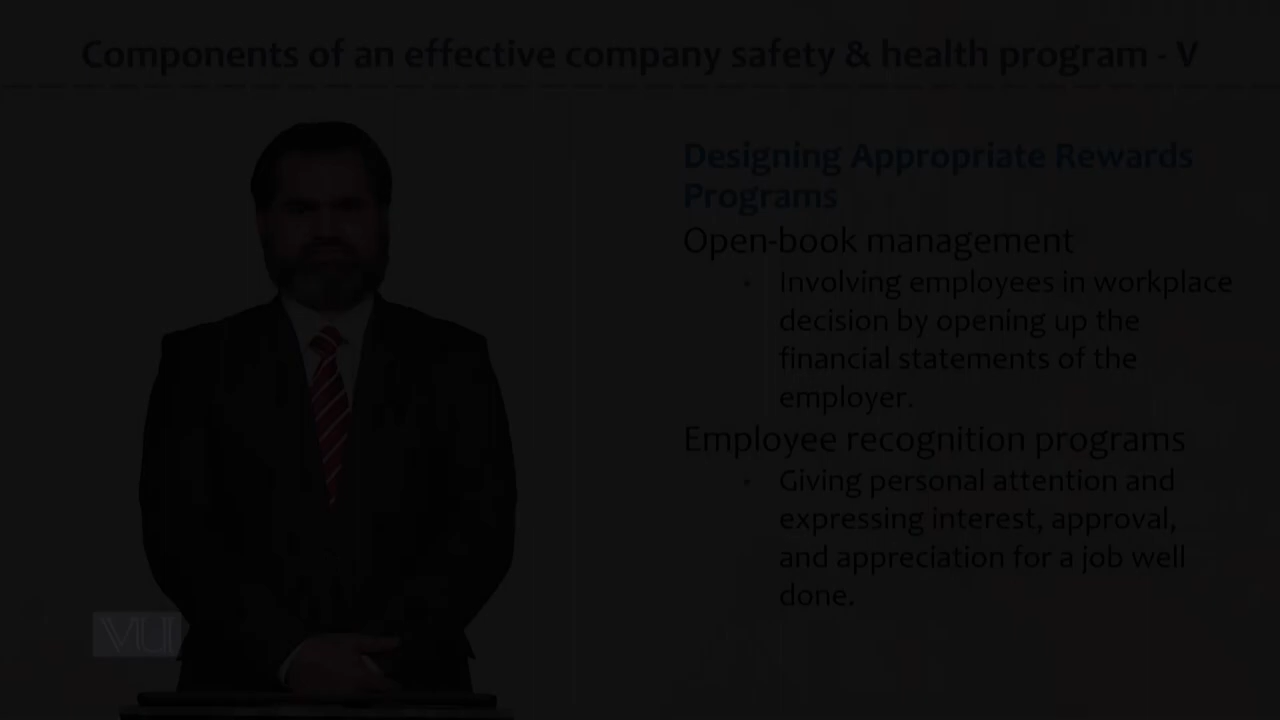 Components of an effective company safety & health program - V
Designing Appropriate Rewards
Programs
Open-book management
Involving employees in workplace
decision by opening up the
financial statements of the
employer.
Employee recognition programs
Giving personal attention and
expressing interest, approval,
and appreciation for a job well
done.
VU